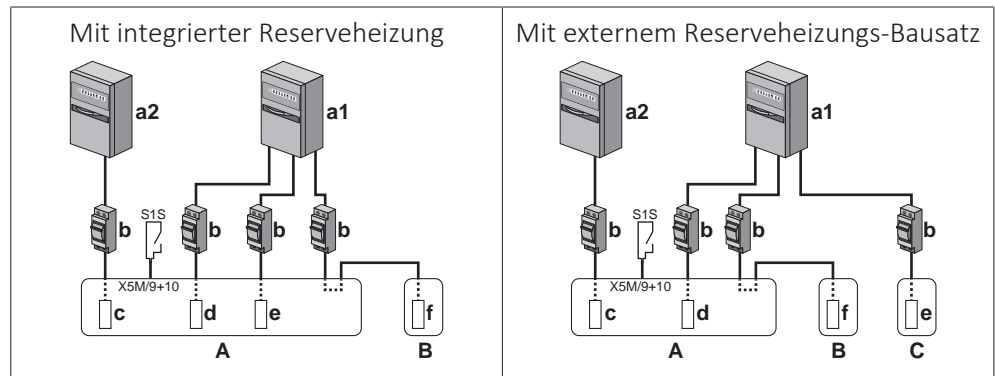 Mit integrierter Reserveheizung
a2
a1
b
S1S
b
b
b
X5M/9+10
c
d
e
f
A
B
Mit externem Reserveheizungs-Bausatz
a2
a1
b
S1S
b
b
b
X5M/9+10
c
d
f
e
A
B
C